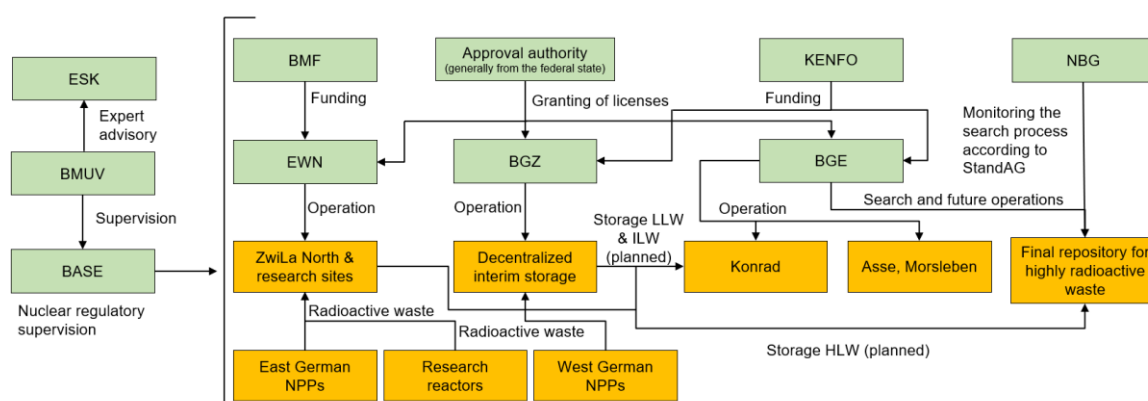 ESK
Expert
advisory
BMUV
Supervision
BASE
Nuclear regulatory
supervision
BMF
Funding
EWN
Operation
ZwiLa North &
research sites
Radioactive waste
East German
NPPs
Research
reactors
Approval authority
(generally from the federal state)
Granting of licenses
BGZ
Operation
Decentralized
interim storage
Radioactive waste
West German
NPPs
KENFO
Funding
BGE
Operation
Search and future operations
Storage LLW
& ILW
(planned)
Konrad
Asse, Morsleben
NBG
Monitoring the
search process
according to
StandAG
Final repository for
highly radioactive
waste
Storage HLW (planned)